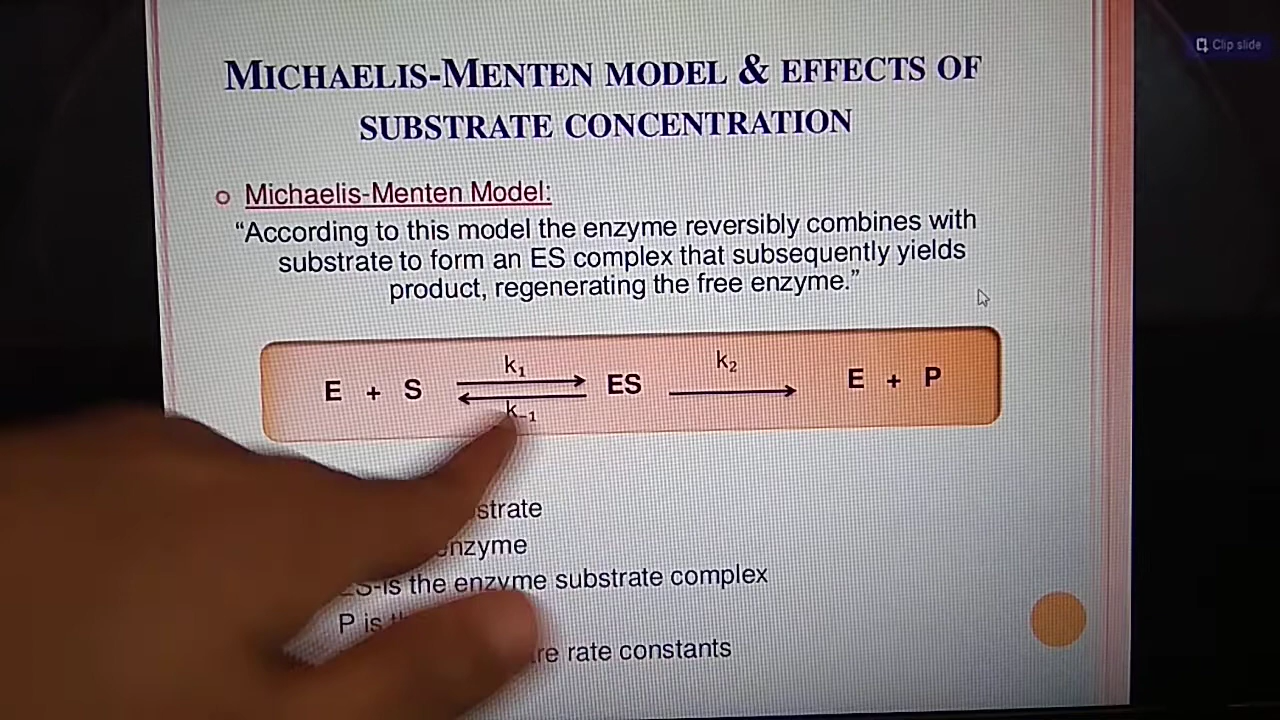 Clip slide
MICHAELIS-MENTEN MODEL & EFFECTS OF
SUBSTRATE CONCENTRATION
Michaelis-Menten Model:
“According to this model the enzyme reversibly combines with
substrate to form an ES complex that subsequently yields
product, regenerating the free enzyme.”
k₁ k₂
E + S ES E + P
k₋₁
strate
nzyme
ES-is the enzyme substrate complex
P is
re rate constants